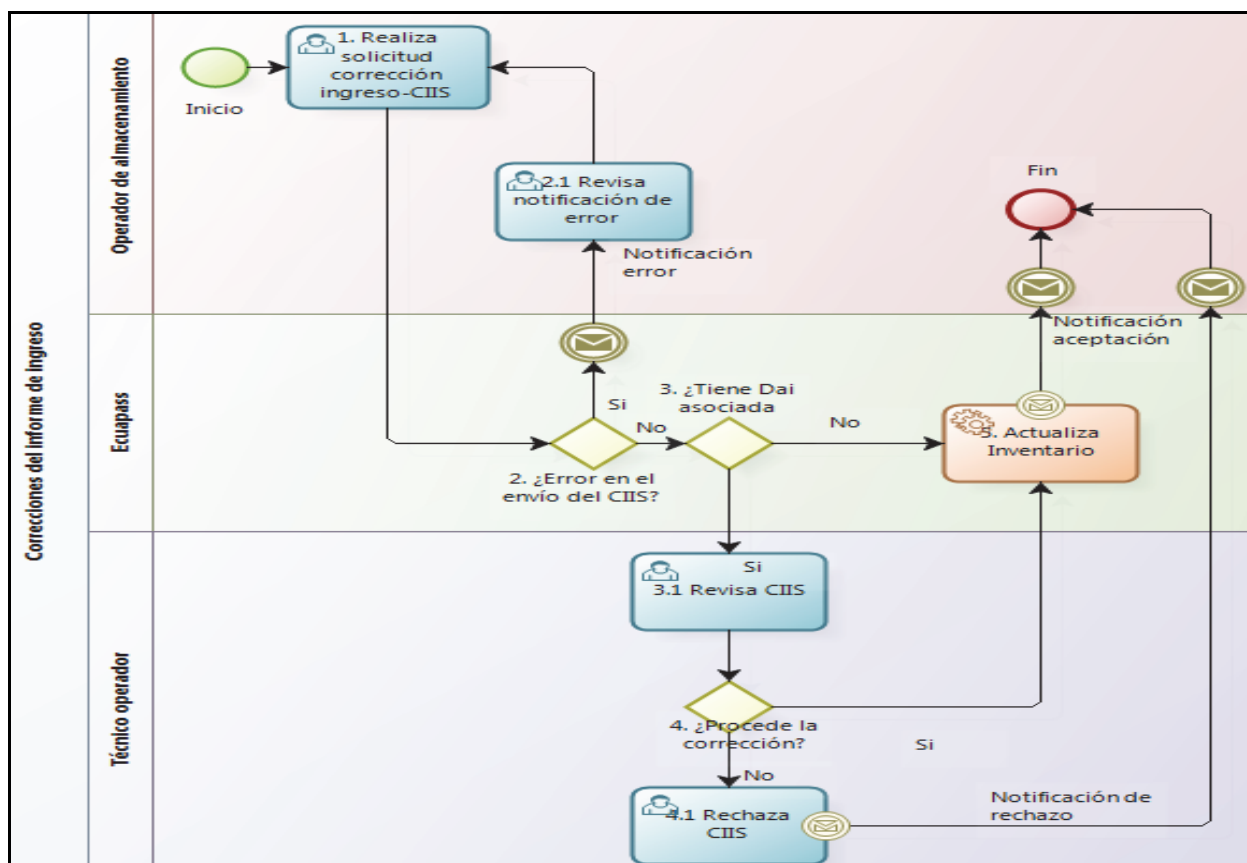 Correcciones del informe de ingreso
Operador de almacenamiento
Inicio
1. Realiza
solicitud
corrección
ingreso-CIIS
2.1 Revisa
notificación de
error
Notificación
error
Fin
Notificación
aceptación
Ecuapass
Si
2. ¿Error en el
envío del CIIS?
No
3. ¿Tiene Dai
asociada
No
5. Actualiza
Inventario
Técnico operador
Si
3.1 Revisa CIIS
4. ¿Procede la
corrección?
Si
No
4.1 Rechaza
CIIS
Notificación de
rechazo